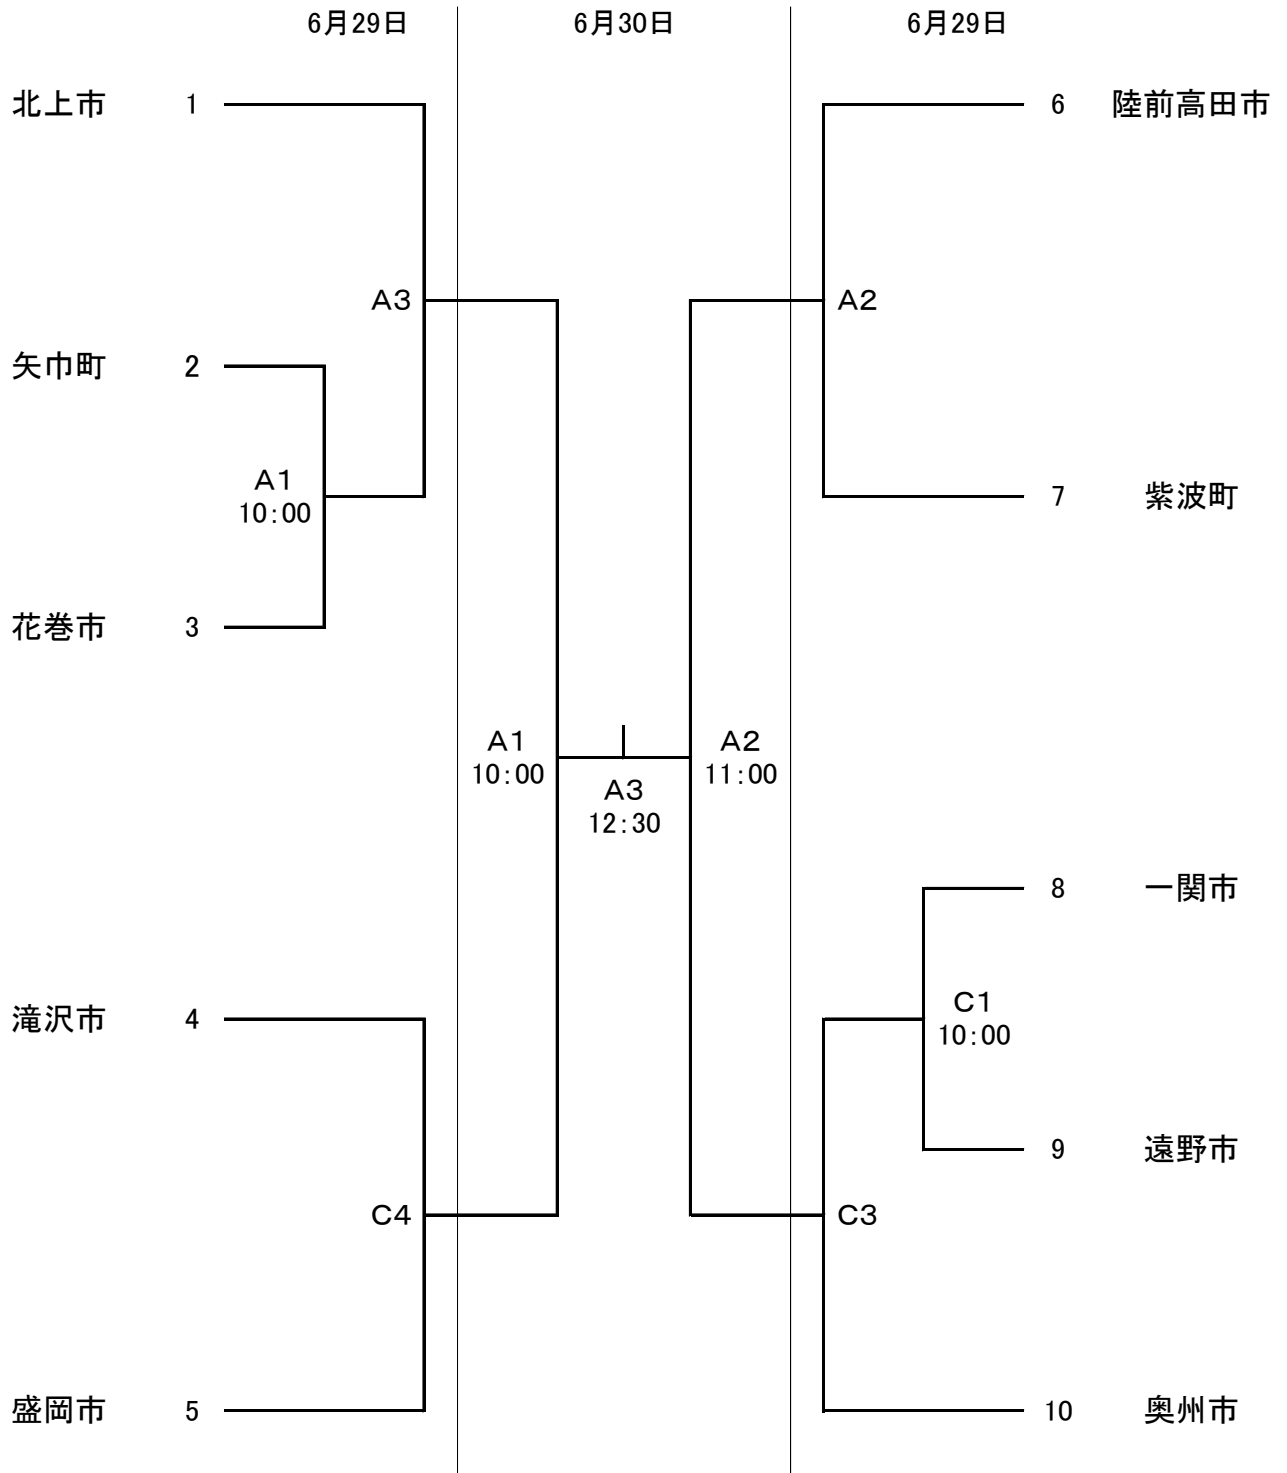 6月29日 6月30日 6月29日
北上市 1 6 陸前高田市
A3 A2
矢巾町 2
A1
10:00
7 紫波町
花巻市 3
A1 A2
10:00 11:00
A3
12:30
8 一関市
滝沢市 4
C1
10:00
9 遠野市
C4 C3
盛岡市 5 10 奥州市